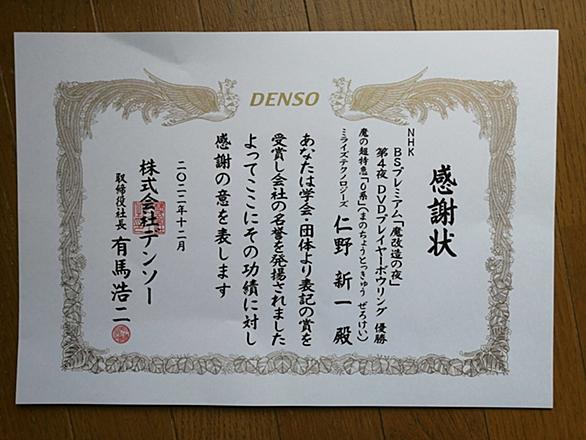 DENSO
感謝状
NHK
BSプレミアム「魔改造の夜」
第4夜 DVDプレイヤーボウリング 優勝
魔の超特急「0系」(まのちょうとっきゅう ぜろけい)
ミライズテクノロジーズ 仁野 新一 殿
あなたは学会・団体より表記の賞を
受賞し会社の名誉を発揚されました
よってここにその功績に対し
感謝の意を表します
二〇二二年十二月
株式会社デンソー
取締役社長 有馬浩二